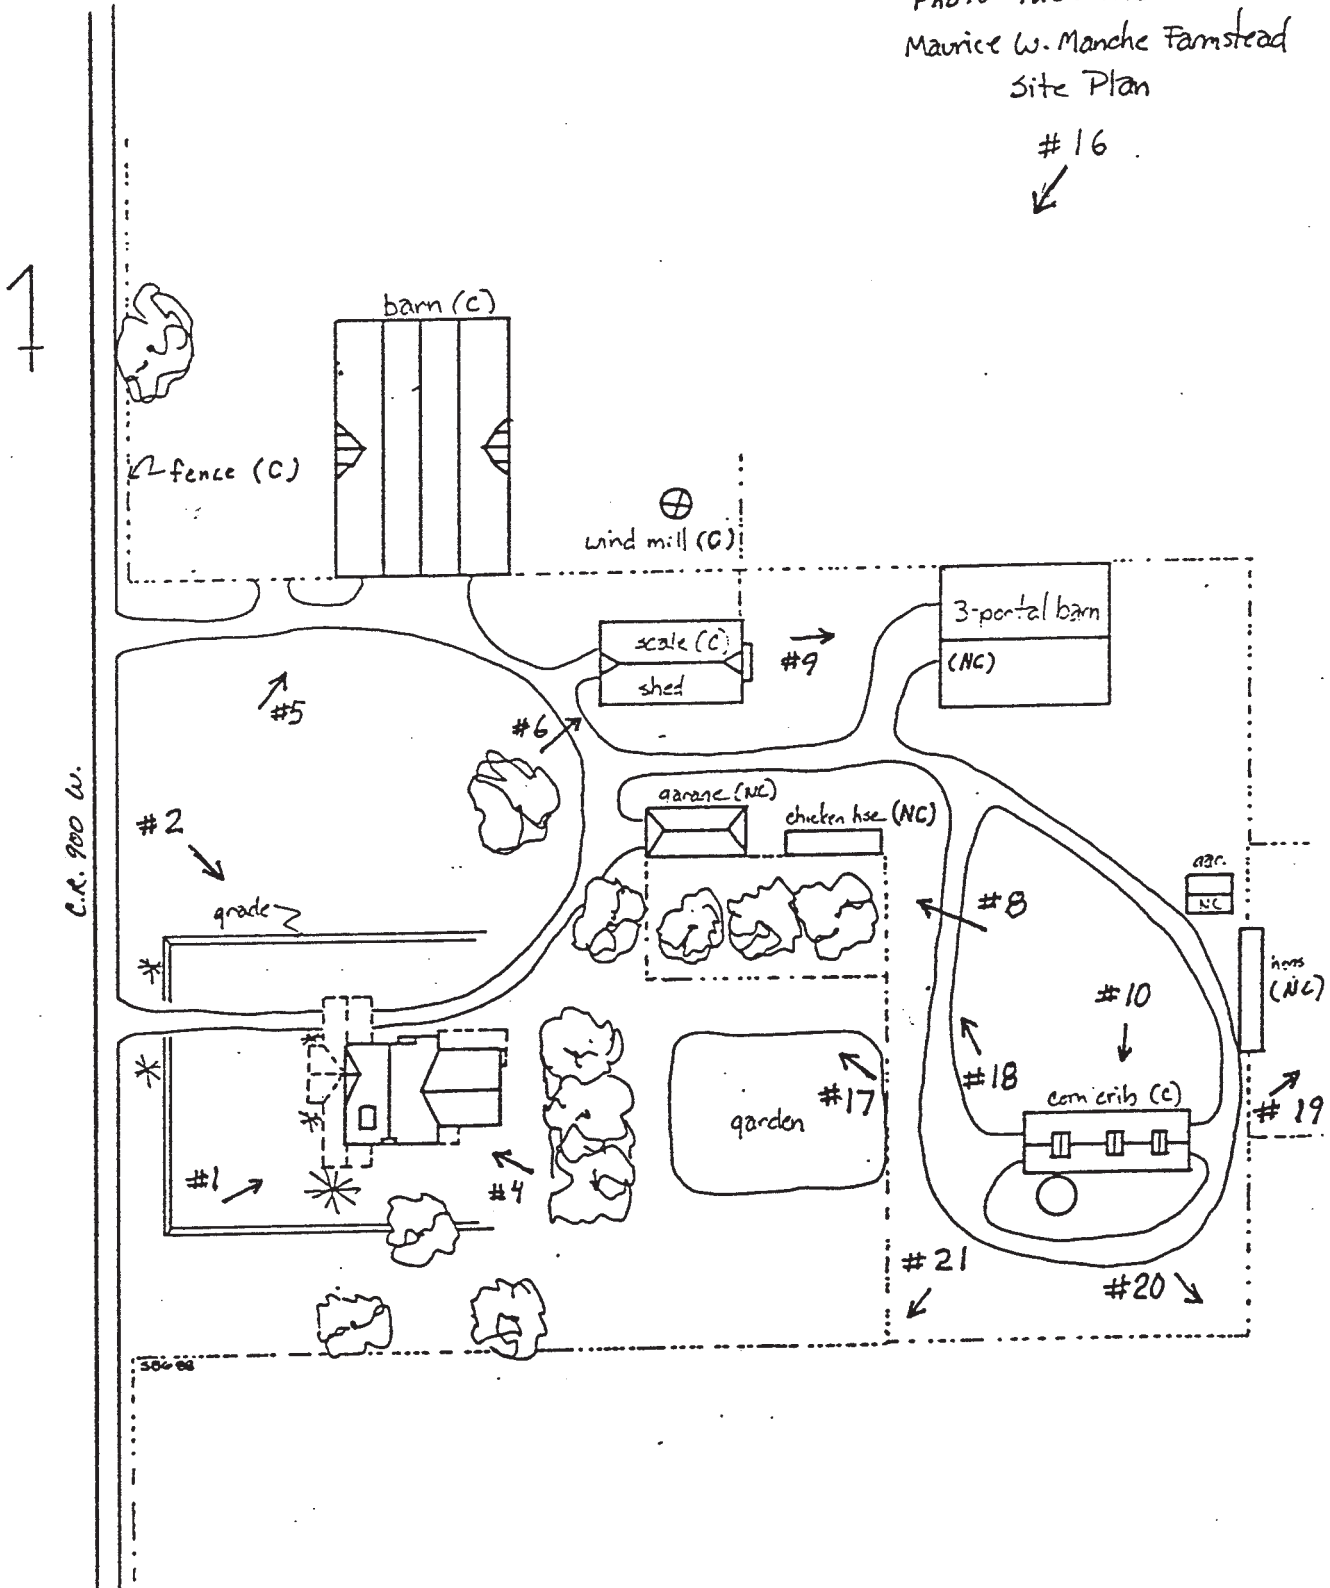 Maurice W. Manche Farmstead
Site Plan
# 16
barn (C)
fence (C)
wind mill (C)
scale (C)
shed
#9
3-portal barn
(NC)
#5
#6
C.R. 900 W.
#2
garage (NC)
chicken hse (NC)
gar.
NC
grade
#8
hms
(NC)
#10
#18
#17
corn crib (C)
#19
garden
#1
#4
#21
#20